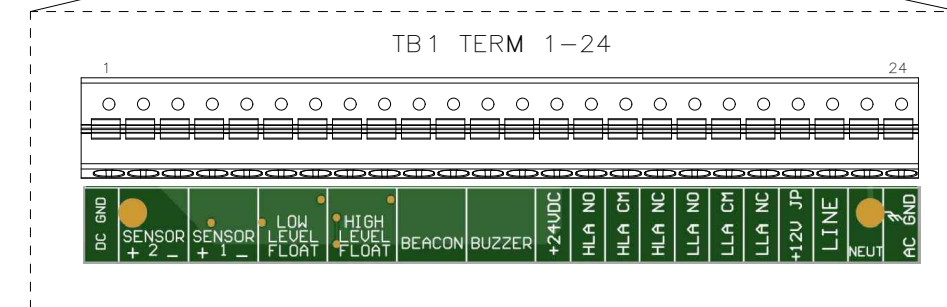 TB1 TERM 1-24
1 24
DC GND
SENSOR
+ 2 -
SENSOR
+ 1 -
LOW
LEVEL
FLOAT
HIGH
LEVEL
FLOAT
BEACON
BUZZER
+24VDC
HLA NO
HLA CM
HLA NC
LLA NO
LLA CM
LLA NC
+12V JP
LINE
NEUT
AC GND